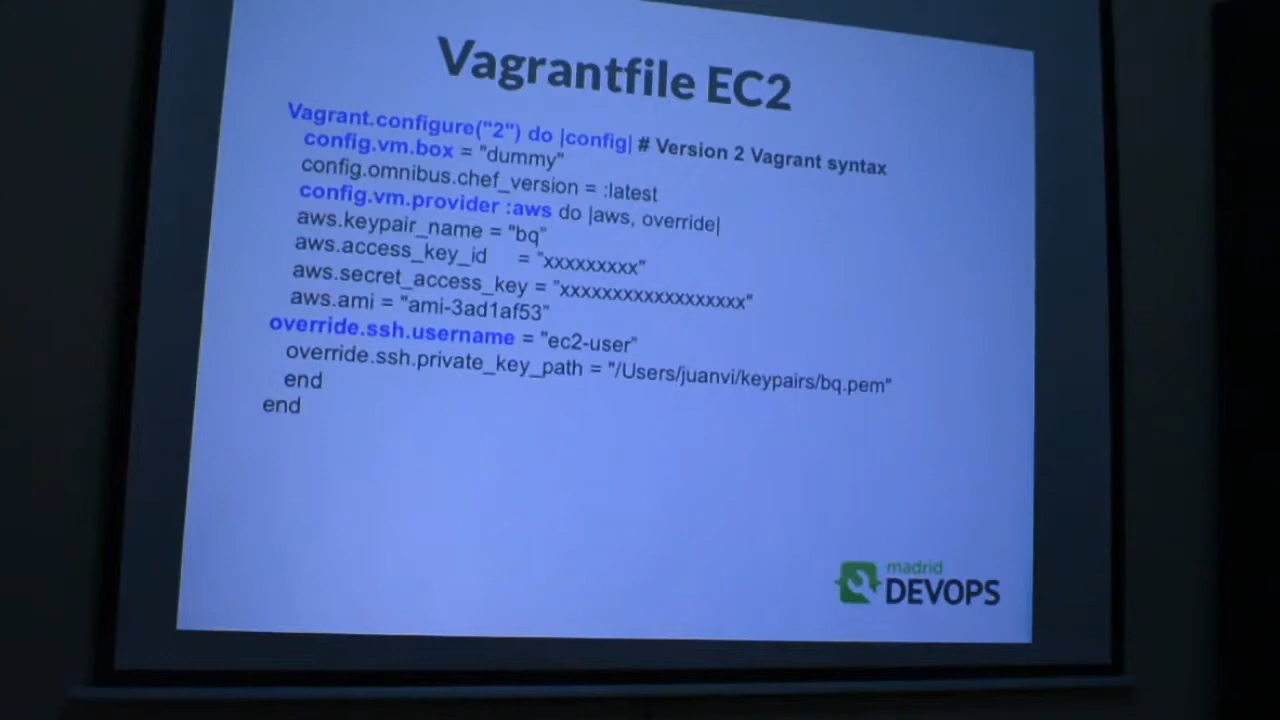 Vagrantfile EC2
Vagrant.configure("2") do |config| # Version 2 Vagrant syntax
config.vm.box = "dummy"
config.omnibus.chef_version = :latest
config.vm.provider :aws do |aws, override|
aws.keypair_name = "bq"
aws.access_key_id = "xxxxxxxxx"
aws.secret_access_key = "xxxxxxxxxxxxxxxxxx"
aws.ami = "ami-3ad1af53"
override.ssh.username = "ec2-user"
override.ssh.private_key_path = "/Users/juanvi/keypairs/bq.pem"
end
end
madrid
DEVOPS